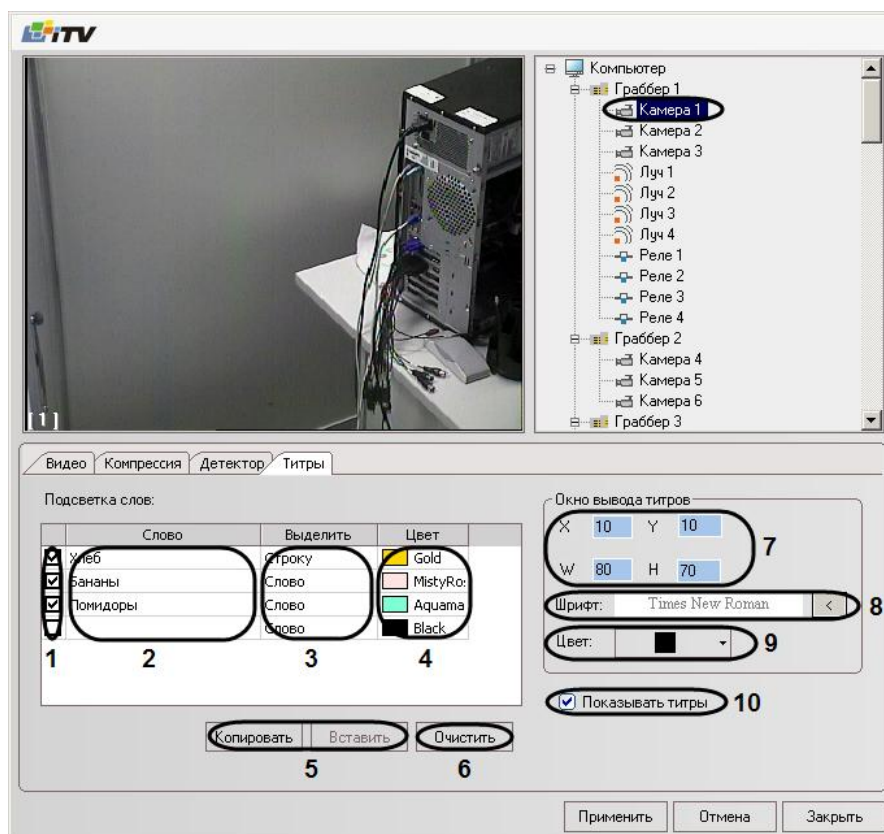 iTV
[1]
Компьютер
Граббер 1
Камера 1
Камера 2
Камера 3
Луч 1
Луч 2
Луч 3
Луч 4
Реле 1
Реле 2
Реле 3
Реле 4
Граббер 2
Камера 4
Камера 5
Камера 6
Граббер 3
Видео Компрессия Детектор Титры
Подсветка слов:
Слово Выделить Цвет
Хлеб Строку Gold
Бананы Слово MistyRo:
Помидоры Слово Aquama
Слово Black
1 2 3 4
Копировать Вставить Очистить
5 6
Окно вывода титров
X 10 Y 10
W 80 H 70
7
Шрифт: Times New Roman <
8
Цвет:
9
Показывать титры 10
Применить Отмена Закрыть